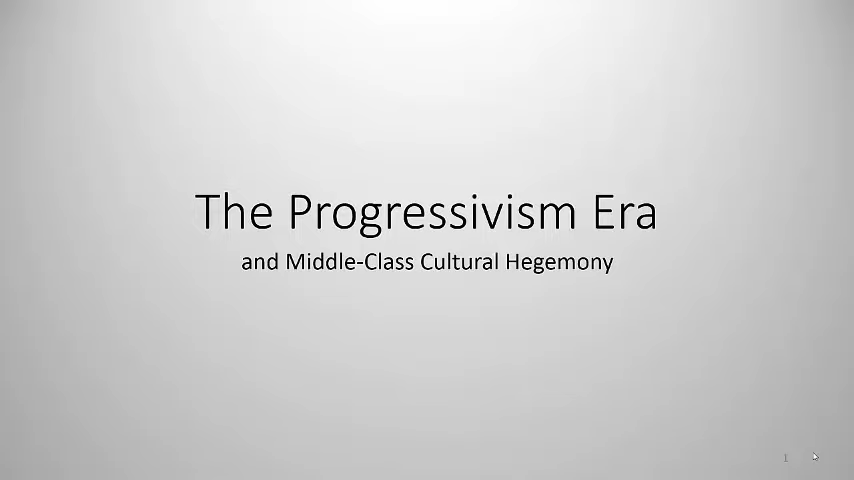 The Progressivism Era
and Middle-Class Cultural Hegemony
1